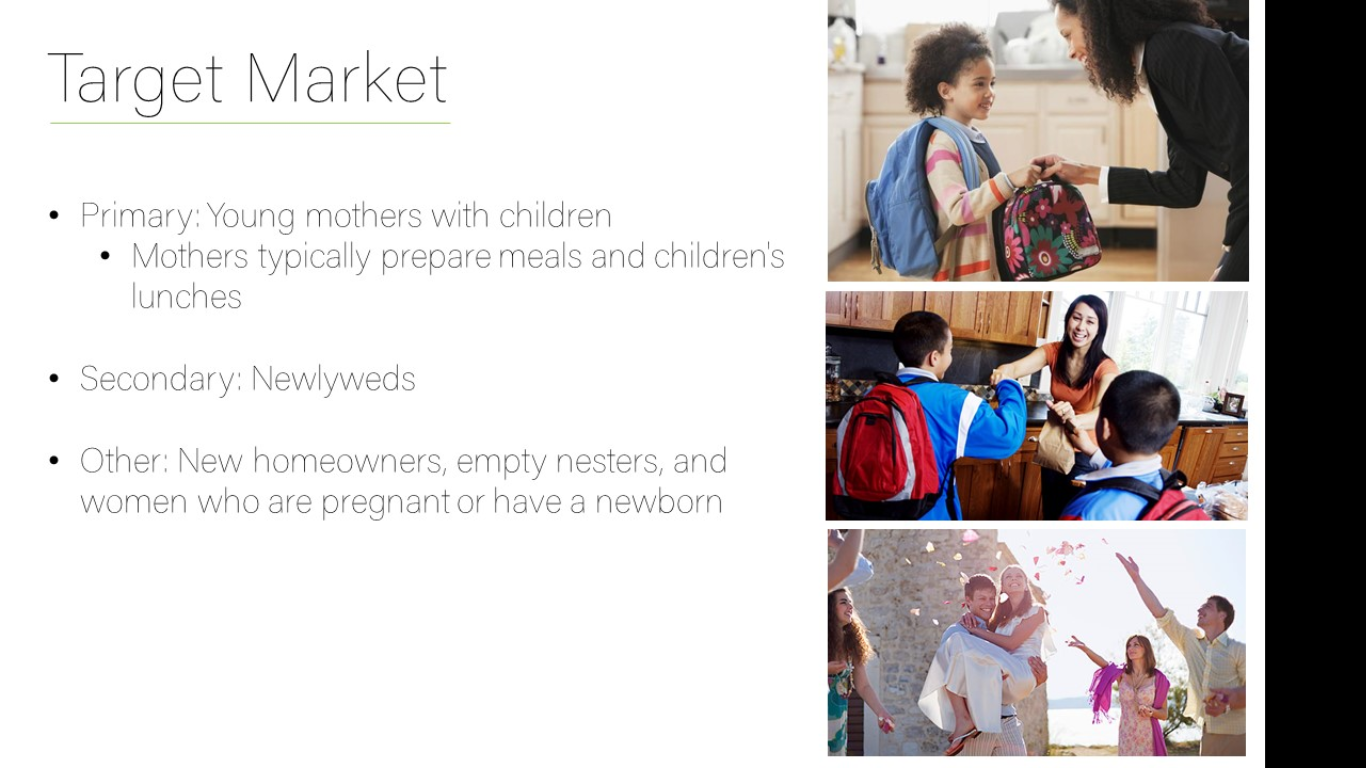 Target Market
• Primary: Young mothers with children
• Mothers typically prepare meals and children's
lunches
• Secondary: Newlyweds
• Other: New homeowners, empty nesters, and
women who are pregnant or have a newborn